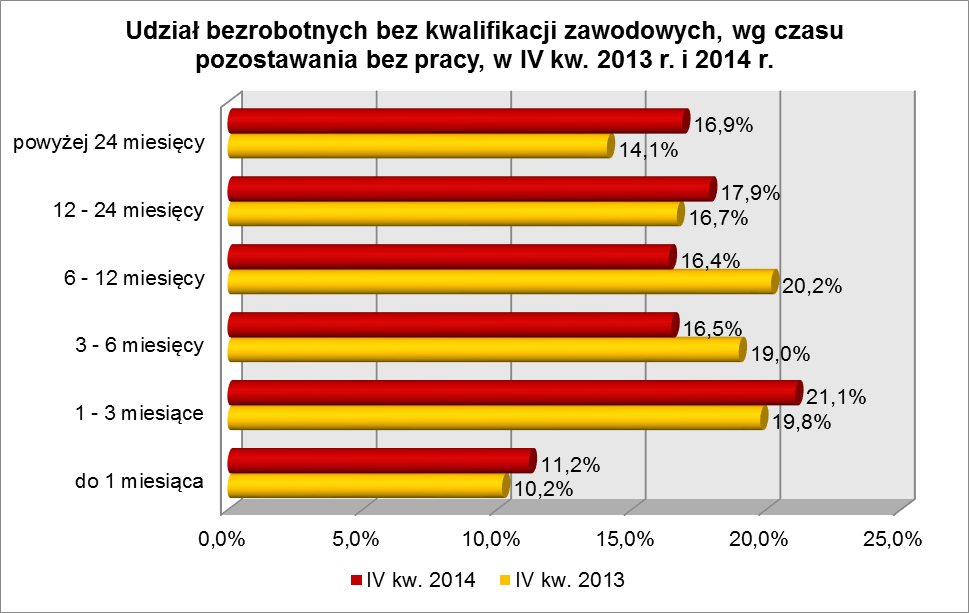 Udział bezrobotnych bez kwalifikacji zawodowych, wg czasu
pozostawania bez pracy, w IV kw. 2013 r. i 2014 r.
powyżej 24 miesięcy
16,9%
14,1%
12 - 24 miesięcy
17,9%
16,7%
6 - 12 miesięcy
16,4%
20,2%
3 - 6 miesięcy
16,5%
19,0%
1 - 3 miesiące
21,1%
19,8%
do 1 miesiąca
11,2%
10,2%
0,0% 5,0% 10,0% 15,0% 20,0% 25,0%
IV kw. 2014 IV kw. 2013